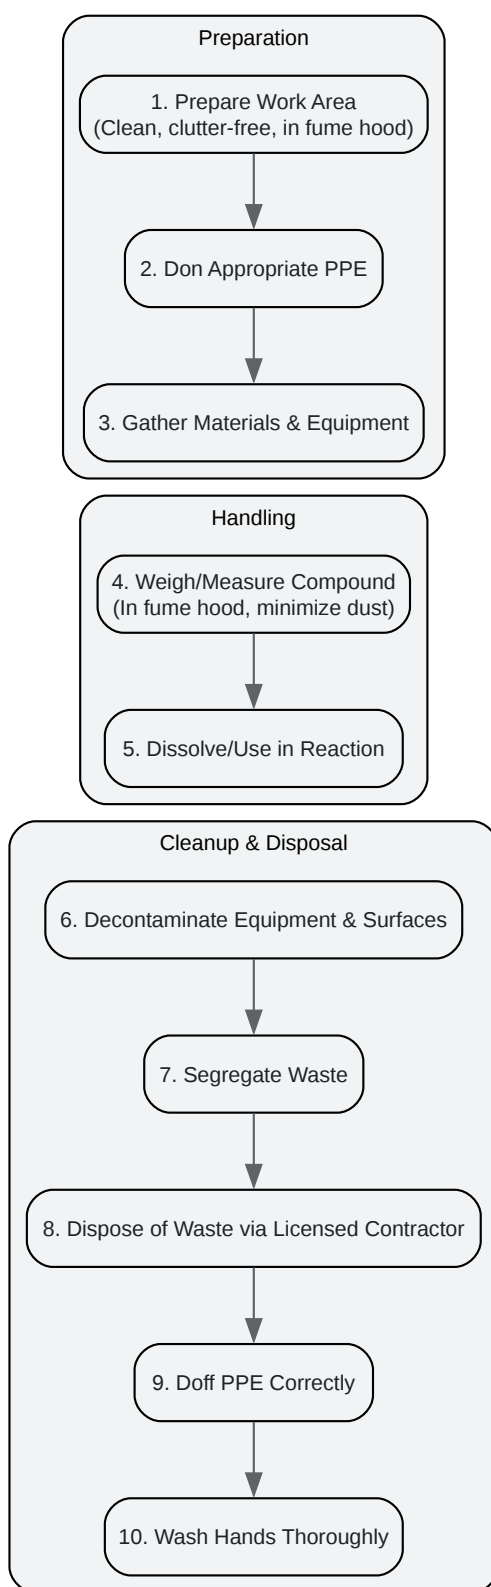 Preparation
1. Prepare Work Area
(Clean, clutter-free, in fume hood)
2. Don Appropriate PPE
3. Gather Materials & Equipment
Handling
4. Weigh/Measure Compound
(In fume hood, minimize dust)
5. Dissolve/Use in Reaction
Cleanup & Disposal
6. Decontaminate Equipment & Surfaces
7. Segregate Waste
8. Dispose of Waste via Licensed Contractor
9. Doff PPE Correctly
10. Wash Hands Thoroughly